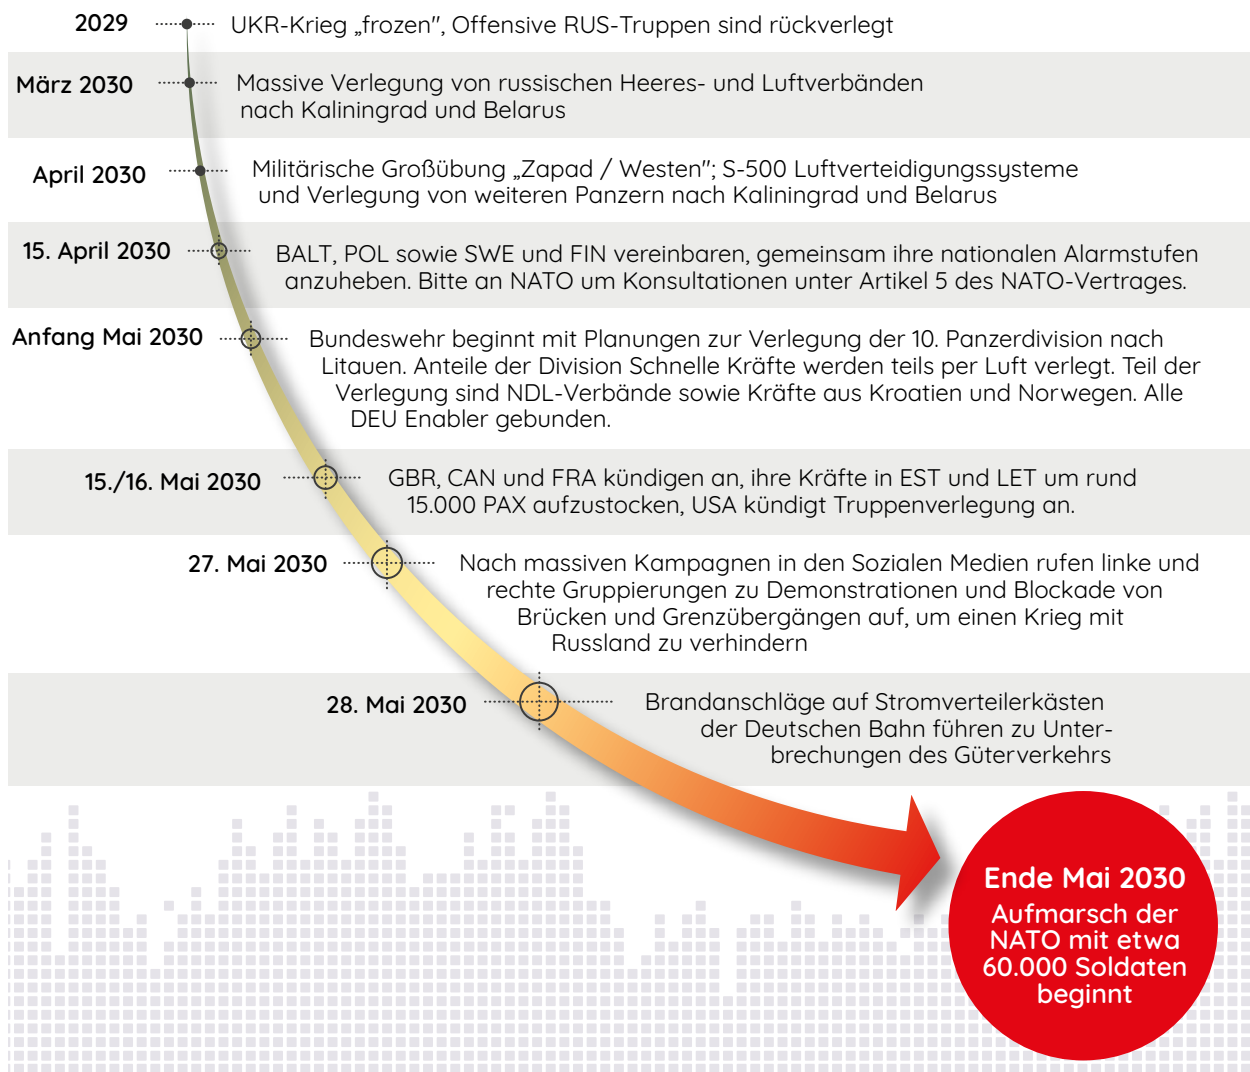 2029
UKR-Krieg „frozen", Offensive RUS-Truppen sind rückverlegt
März 2030
Massive Verlegung von russischen Heeres- und Luftverbänden
nach Kaliningrad und Belarus
April 2030
Militärische Großübung „Zapad / Westen"; S-500 Luftverteidigungssysteme
und Verlegung von weiteren Panzern nach Kaliningrad und Belarus
15. April 2030
BALT, POL sowie SWE und FIN vereinbaren, gemeinsam ihre nationalen Alarmstufen
anzuheben. Bitte an NATO um Konsultationen unter Artikel 5 des NATO-Vertrages.
Anfang Mai 2030
Bundeswehr beginnt mit Planungen zur Verlegung der 10. Panzerdivision nach
Litauen. Anteile der Division Schnelle Kräfte werden teils per Luft verlegt. Teil der
Verlegung sind NDL-Verbände sowie Kräfte aus Kroatien und Norwegen. Alle
DEU Enabler gebunden.
15./16. Mai 2030
GBR, CAN und FRA kündigen an, ihre Kräfte in EST und LET um rund
15.000 PAX aufzustocken, USA kündigt Truppenverlegung an.
27. Mai 2030
Nach massiven Kampagnen in den Sozialen Medien rufen linke und
rechte Gruppierungen zu Demonstrationen und Blockade von
Brücken und Grenzübergängen auf, um einen Krieg mit
Russland zu verhindern
28. Mai 2030
Brandanschläge auf Stromverteilerkästen
der Deutschen Bahn führen zu Unter-
brechungen des Güterverkehrs
Ende Mai 2030
Aufmarsch der
NATO mit etwa
60.000 Soldaten
beginnt